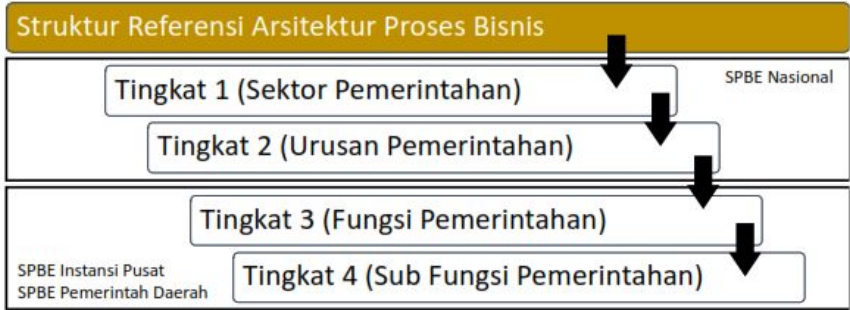 Struktur Referensi Arsitektur Proses Bisnis
Tingkat 1 (Sektor Pemerintahan)
SPBE Nasional
Tingkat 2 (Urusan Pemerintahan)
Tingkat 3 (Fungsi Pemerintahan)
SPBE Instansi Pusat
SPBE Pemerintah Daerah
Tingkat 4 (Sub Fungsi Pemerintahan)